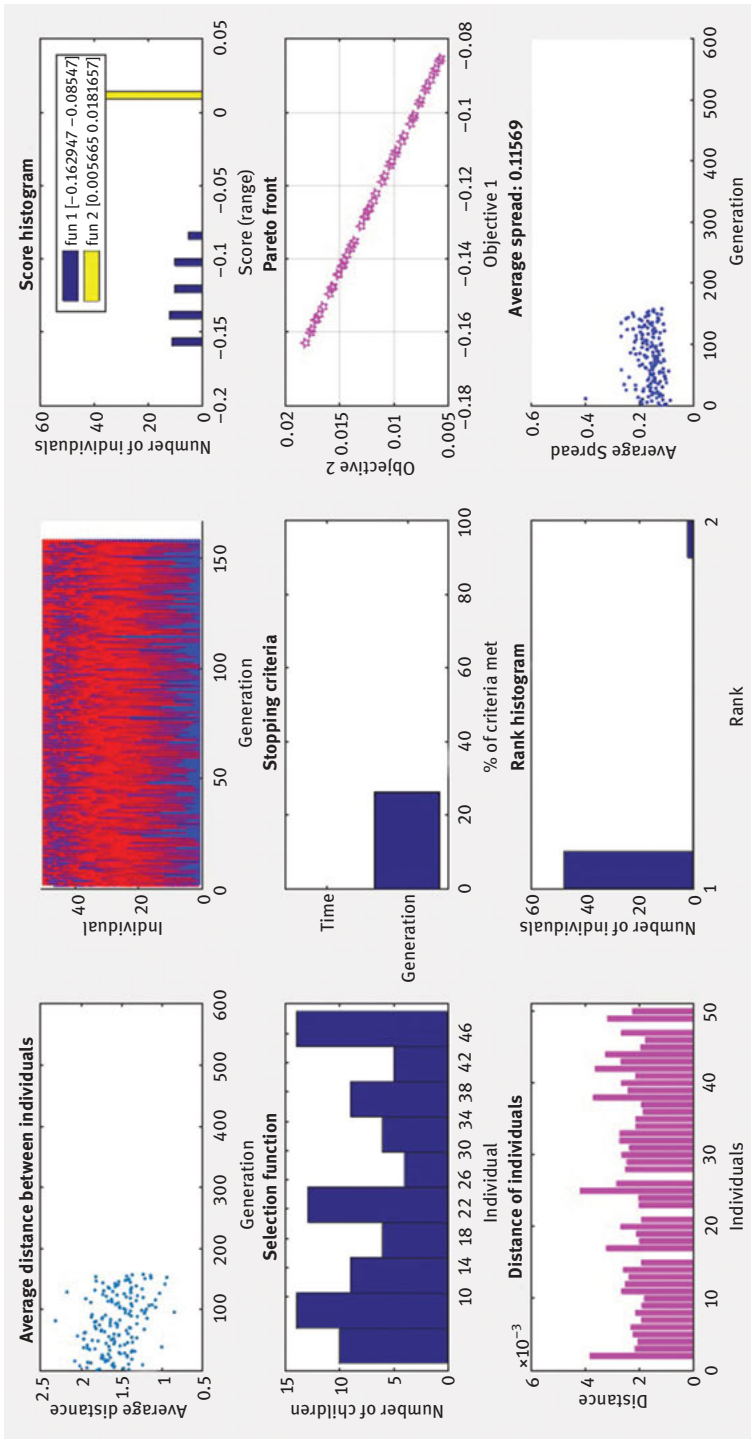 Average distance between individuals
Average distance
2.5
2
1.5
1
0.5
100
200
300
400
500
600
Generation
Individual
40
20
0
0
50
100
150
Generation
Score histogram
Number of individuals
60
40
20
0
fun 1 [−0.162947 −0.08547]
fun 2 [0.005665 0.0181657]
−0.2
−0.15
−0.1
−0.05
0
0.05
Score (range)
Selection function
Number of children
15
10
5
0
10
14
18
22
26
30
34
38
42
46
Individual
Stopping criteria
Time
Generation
0
20
40
60
80
100
% of criteria met
Pareto front
Objective 2
0.02
0.015
0.01
0.005
−0.18
−0.16
−0.14
−0.12
−0.1
−0.08
Objective 1
Distance of individuals
×10−3
Distance
6
4
2
0
0
10
20
30
40
50
Individuals
Rank histogram
Number of individuals
60
40
20
0
1
2
Rank
Average spread: 0.11569
Average Spread
0.6
0.4
0.2
0
0
100
200
300
400
500
600
Generation